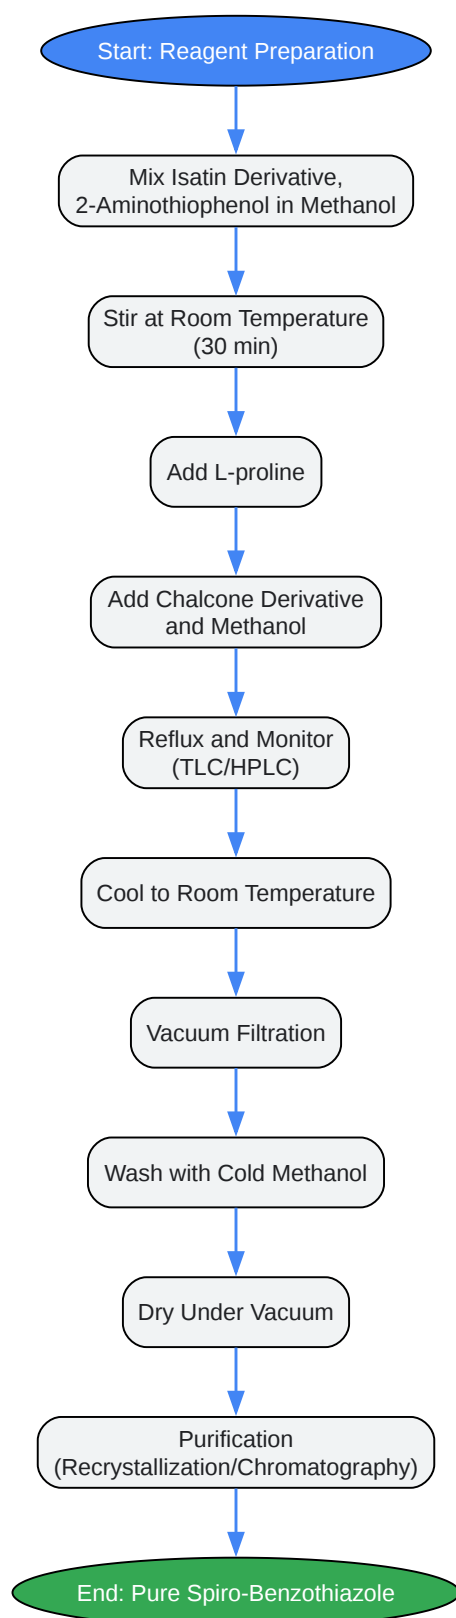 Start: Reagent Preparation
Mix Isatin Derivative,
2-Aminothiophenol in Methanol
Stir at Room Temperature
(30 min)
Add L-proline
Add Chalcone Derivative
and Methanol
Reflux and Monitor
(TLC/HPLC)
Cool to Room Temperature
Vacuum Filtration
Wash with Cold Methanol
Dry Under Vacuum
Purification
(Recrystallization/Chromatography)
End: Pure Spiro-Benzothiazole